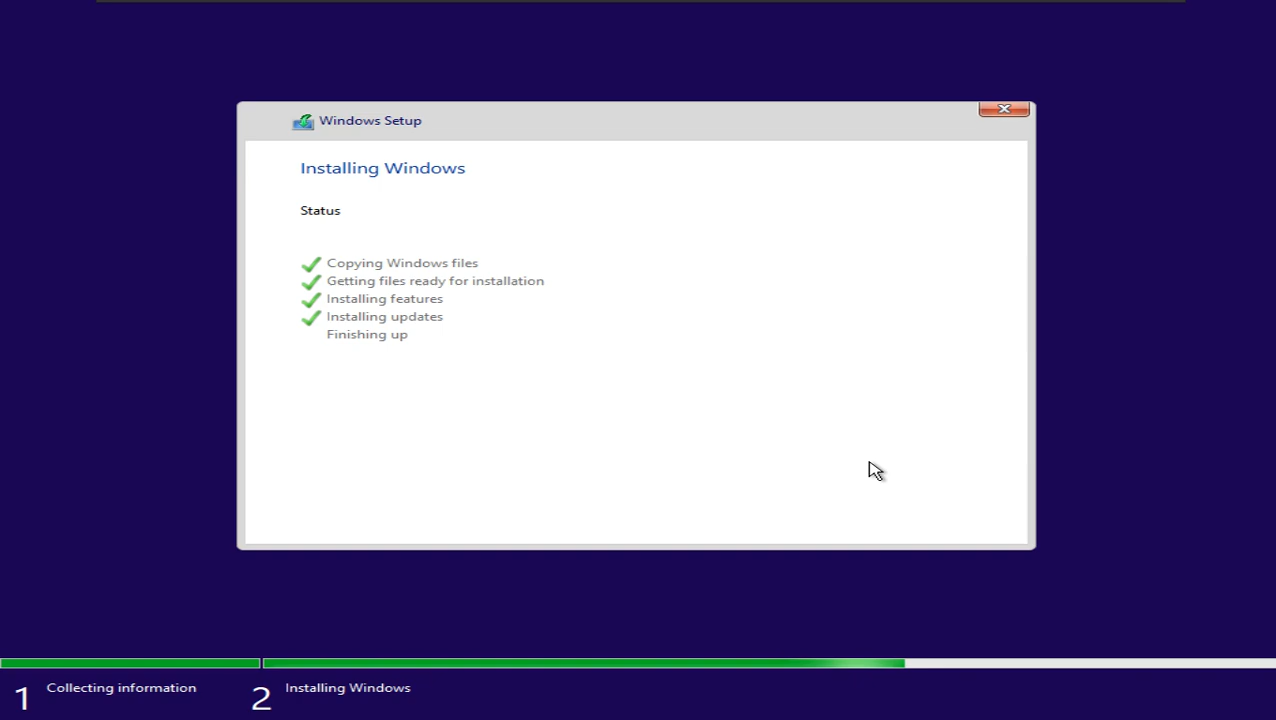 Windows Setup
Installing Windows
Status
Copying Windows files
Getting files ready for installation
Installing features
Installing updates
Finishing up
1 Collecting information
2 Installing Windows